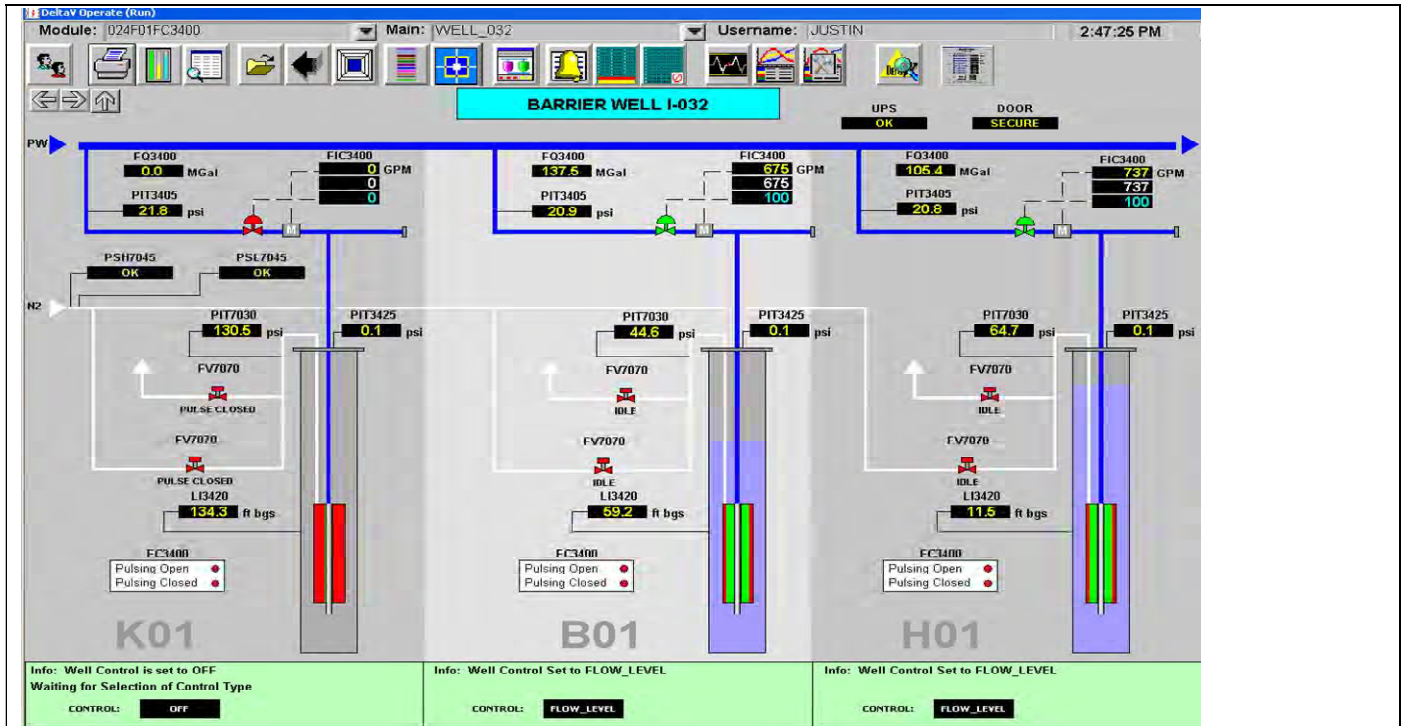 DeltaV Operate (Run)
Module: 024F01FC3400 Main: WELL_032 Username: JUSTIN 2:47:25 PM
BARRIER WELL I-032
UPS DOOR
OK SECURE
PW
FQ3400 FIC3400
0.0 MGal 0 GPM
0
PIT3405 0
21.8 psi
PSH7045 PSL7045
OK OK
N2
PIT7030 PIT3425
130.5 psi 0.1 psi
FV7070
PULSE CLOSED
FV7070
PULSE CLOSED
LI3420
134.3 ft bgs
FC3400
Pulsing Open
Pulsing Closed
K01
Info: Well Control is set to OFF
Waiting for Selection of Control Type
CONTROL: OFF
FQ3400 FIC3400
137.5 MGal 675 GPM
675
PIT3405 100
20.9 psi
PIT7030 PIT3425
44.6 psi 0.1 psi
FV7070
IDLE
FV7070
IDLE
LI3420
59.2 ft bgs
FC3400
Pulsing Open
Pulsing Closed
B01
Info: Well Control Set to FLOW_LEVEL
CONTROL: FLOW_LEVEL
FQ3400 FIC3400
105.4 MGal 737 GPM
737
PIT3405 100
20.8 psi
PIT7030 PIT3425
64.7 psi 0.1 psi
FV7070
IDLE
FV7070
IDLE
LI3420
11.5 ft bgs
FC3400
Pulsing Open
Pulsing Closed
H01
Info: Well Control Set to FLOW_LEVEL
CONTROL: FLOW_LEVEL
M
M
M